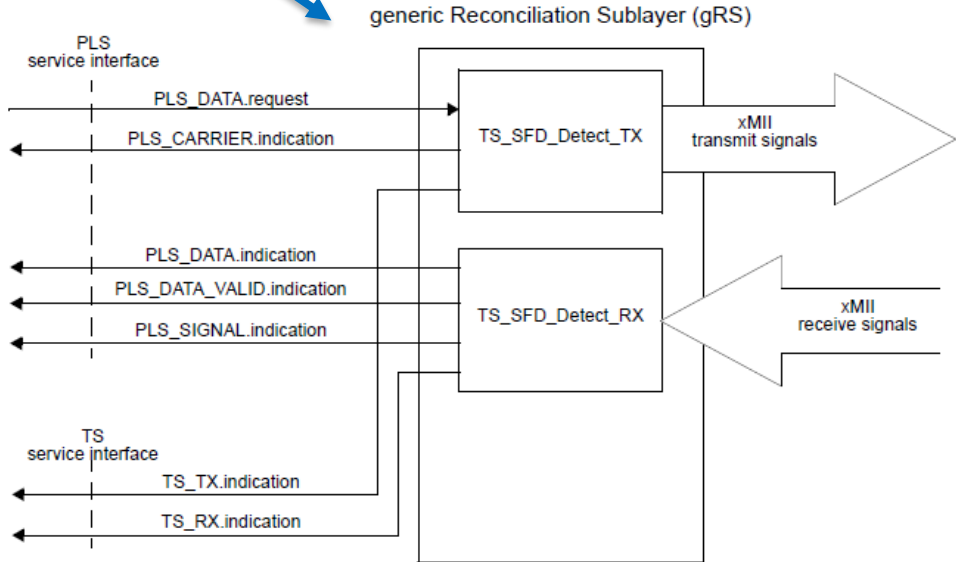 generic Reconciliation Sublayer (gRS)
PLS
service interface
PLS_DATA.request
PLS_CARRIER.indication
TS_SFD_Detect_TX
xMII
transmit signals
PLS_DATA.indication
PLS_DATA_VALID.indication
PLS_SIGNAL.indication
TS_SFD_Detect_RX
xMII
receive signals
TS
service interface
TS_TX.indication
TS_RX.indication